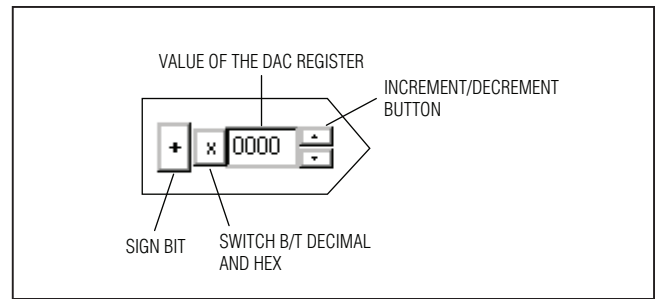 VALUE OF THE DAC REGISTER
INCREMENT/DECREMENT
BUTTON
+ x 0000
SIGN BIT
SWITCH B/T DECIMAL
AND HEX